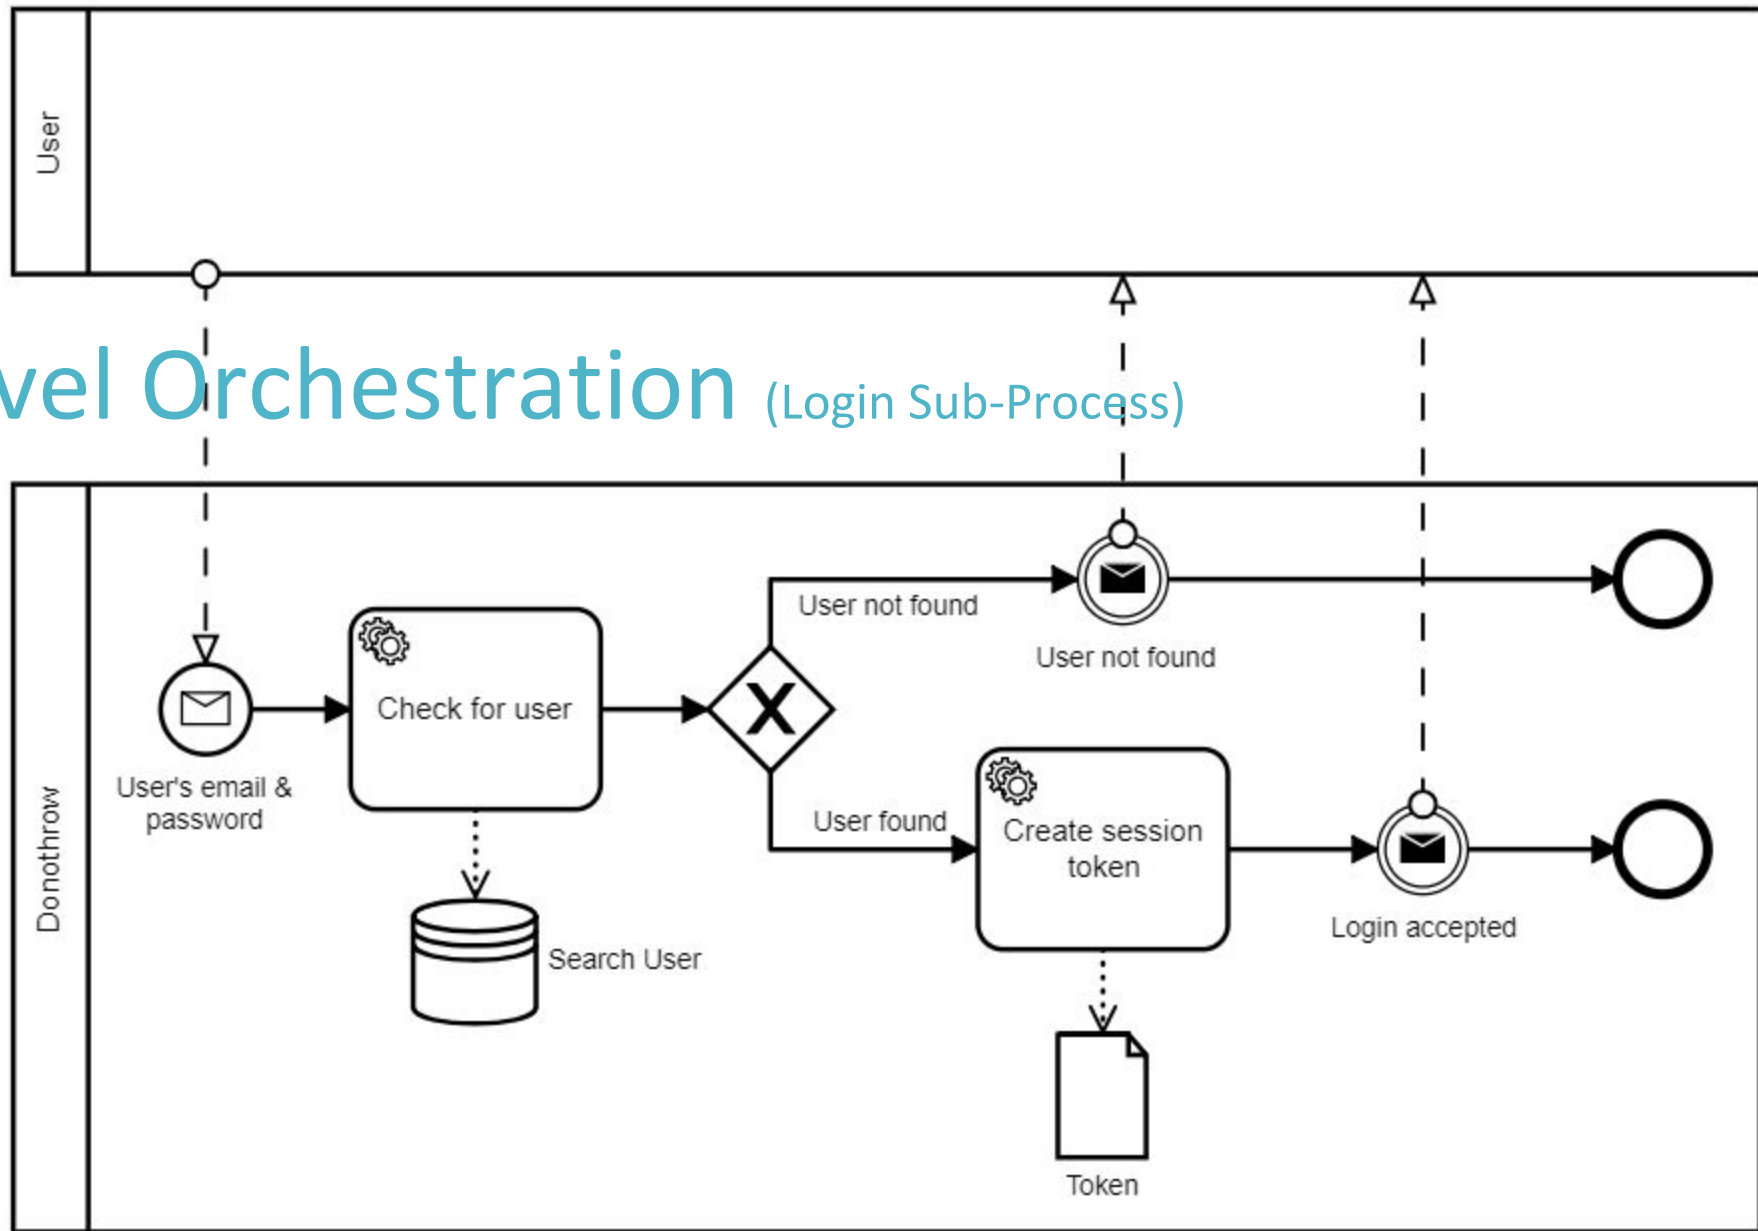 User
vel Orchestration (Login Sub-Process)
Donothrow
User's email &
password
Check for user
Search User
User not found
User not found
User found
Create session
token
Login accepted
Token